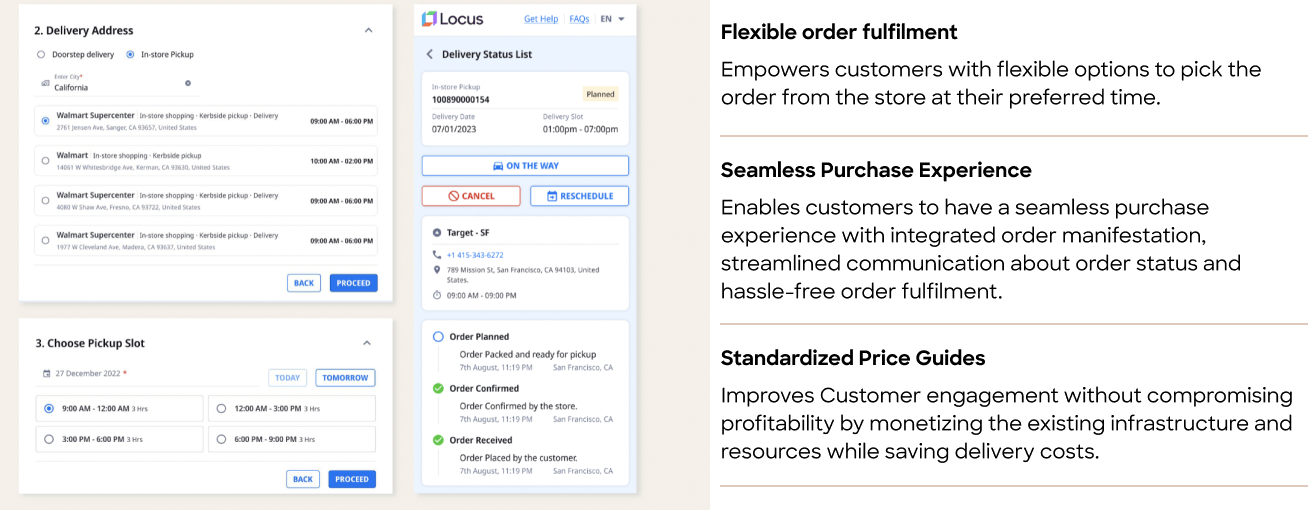 2. Delivery Address
Doorstep delivery
In-store Pickup
Enter City*
California
Walmart Supercenter In-store shopping · Kerbside pickup · Delivery
2761 Jensen Ave, Sanger, CA 93657, United States
09:00 AM - 06:00 PM
Walmart In-store shopping · Kerbside pickup
14061 W Whitesbridge Ave, Kerman, CA 93630, United States
10:00 AM - 02:00 PM
Walmart Supercenter In-store shopping · Kerbside pickup · Delivery
4080 W Shaw Ave, Fresno, CA 93722, United States
09:00 AM - 06:00 PM
Walmart Supercenter In-store shopping · Kerbside pickup · Delivery
1977 W Cleveland Ave, Madera, CA 93637, United States
09:00 AM - 06:00 PM
BACK
PROCEED
3. Choose Pickup Slot
27 December 2022 *
TODAY
TOMORROW
9:00 AM - 12:00 AM 3 Hrs
12:00 AM - 3:00 PM 3 Hrs
3:00 PM - 6:00 PM 3 Hrs
6:00 PM - 9:00 PM 3 Hrs
BACK
PROCEED
Locus
Get Help
FAQs
EN
Delivery Status List
In-store Pickup
100890000154
Planned
Delivery Date
Delivery Slot
07/01/2023
01:00pm - 07:00pm
ON THE WAY
CANCEL
RESCHEDULE
Target - SF
+1 415-343-6272
789 Mission St, San Francisco, CA 94103, United
States.
09:00 AM - 09:00 PM
Order Planned
Order Packed and ready for pickup
7th August, 11:19 PM San Francisco, CA
Order Confirmed
Order Confirmed by the store.
7th August, 11:19 PM San Francisco, CA
Order Received
Order Placed by the customer.
7th August, 11:19 PM San Francisco, CA
Flexible order fulfilment
Empowers customers with flexible options to pick the
order from the store at their preferred time.
Seamless Purchase Experience
Enables customers to have a seamless purchase
experience with integrated order manifestation,
streamlined communication about order status and
hassle-free order fulfilment.
Standardized Price Guides
Improves Customer engagement without compromising
profitability by monetizing the existing infrastructure and
resources while saving delivery costs.